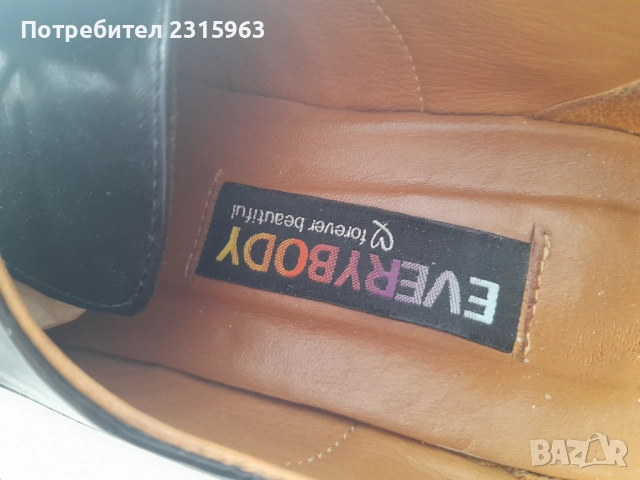 Потребител 2315963
EVERYBODY
forever beautiful
BAZAR